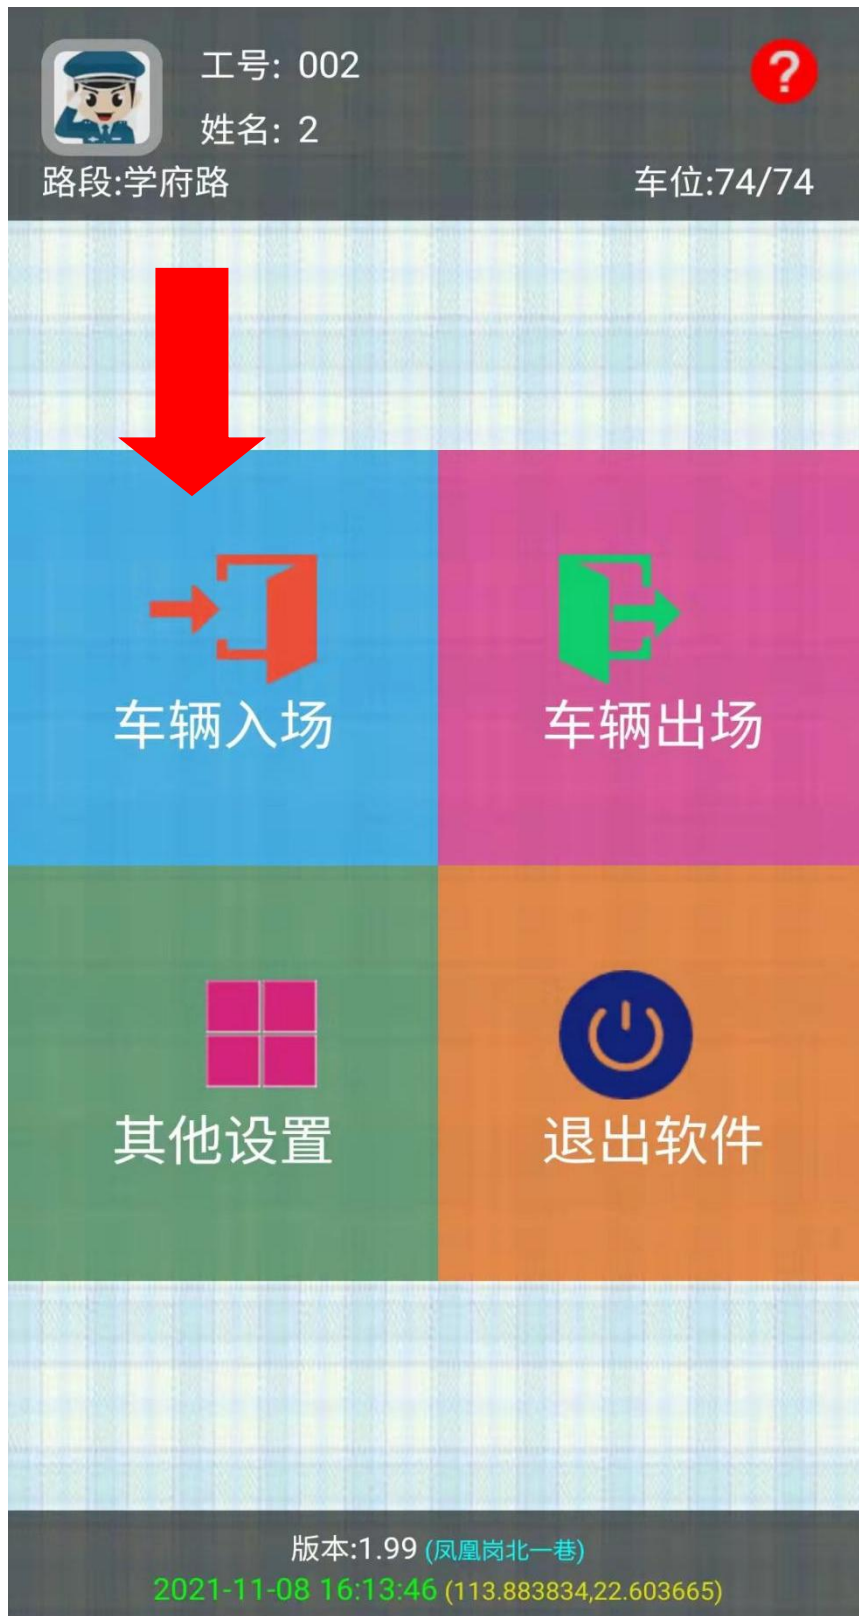 工号: 002
姓名: 2
路段:学府路
车位:74/74
车辆入场
车辆出场
其他设置
退出软件
版本:1.99 (凤凰岗北一巷)
2021-11-08 16:13:46 (113.883834,22.603665)